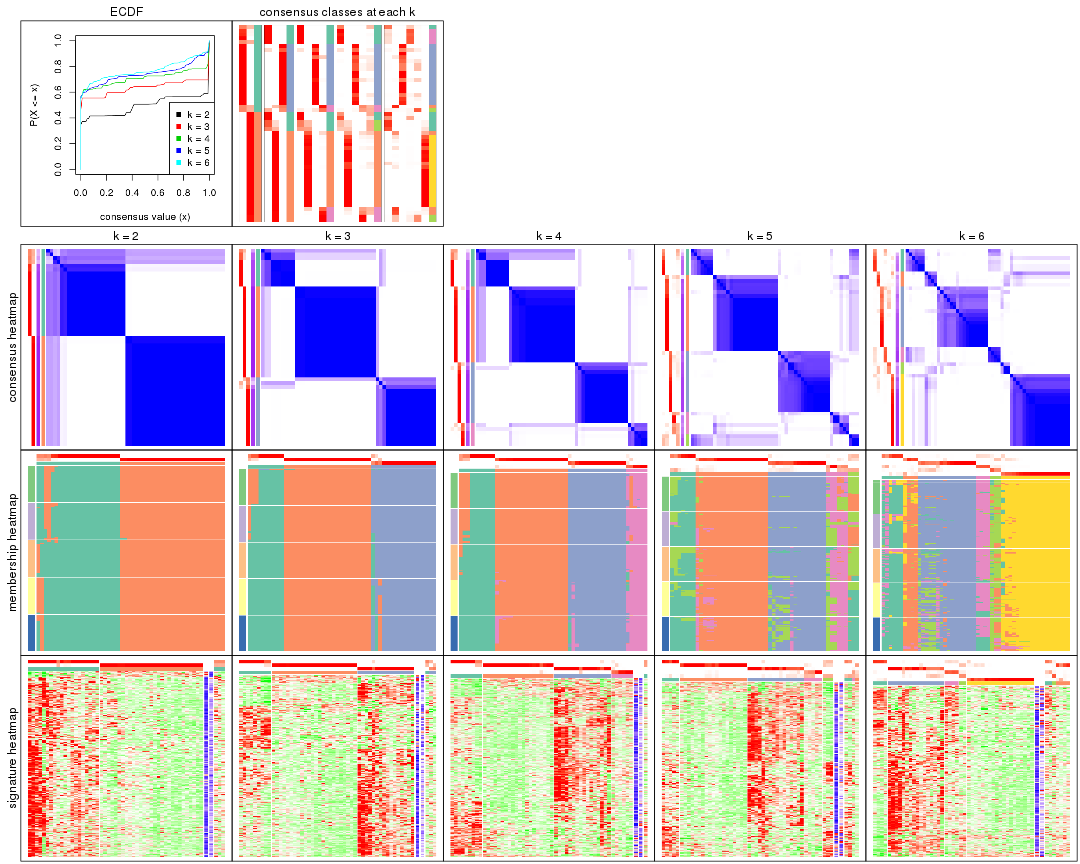 ECDF
consensus classes at each k
P(X <= x)
1.0
0.8
0.6
0.4
0.2
0.0
k = 2
k = 3
k = 4
k = 5
k = 6
0.0 0.2 0.4 0.6 0.8 1.0
consensus value (x)
k = 2 k = 3 k = 4 k = 5 k = 6
consensus heatmap
membership heatmap
signature heatmap